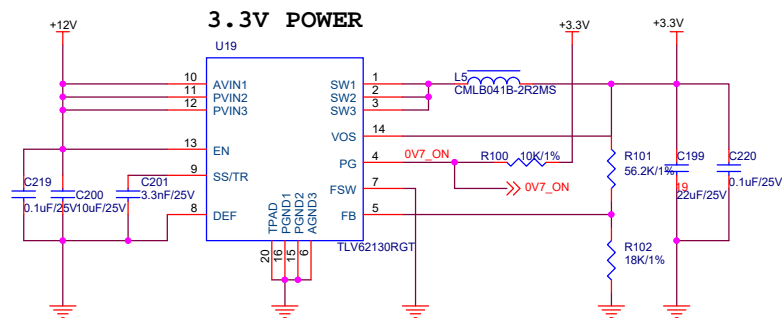 3.3V POWER
+12V
+3.3V
+3.3V
U19
10
AVIN1
SW1
1
L5
11
PVIN2
SW2
2
CMLB041B-2R2MS
12
PVIN3
SW3
3
VOS
14
13
EN
PG
4
0V7_ON
R100
10K/1%
R101
56.2K/1%
C199
19
22uF/25V
C220
0.1uF/25V
9
SS/TR
FSW
7
0V7_ON
C219
0.1uF/25V
C200
10uF/25V
C201
3.3nF/25V
8
DEF
FB
5
TPAD
PGND1
PGND2
AGND3
R102
18K/1%
20
16
15
6
TLV62130RGT